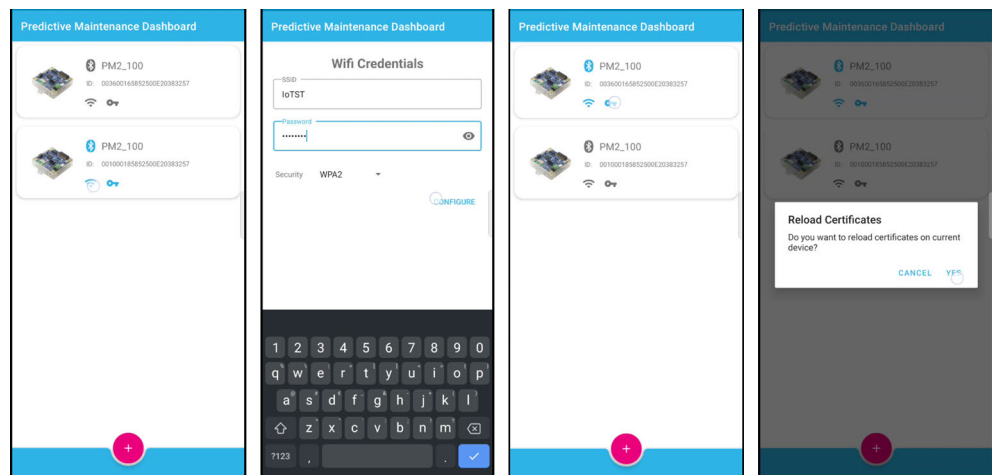 Predictive Maintenance Dashboard
PM2_100
ID: 003600165852500E20383257
PM2_100
ID: 001000185852500E20383257
+
Predictive Maintenance Dashboard
Wifi Credentials
SSID
IoTST
Password
••••••••
Security WPA2
CONFIGURE
1 2 3 4 5 6 7 8 9 0
q w e r t y u i o p
a s d f g h j k l
z x c v b n m
?123 , .
Predictive Maintenance Dashboard
PM2_100
ID: 003600165852500E20383257
PM2_100
ID: 001000185852500E20383257
+
Predictive Maintenance Dashboard
PM2_100
ID: 003600165852500E20383257
PM2_100
ID: 001000185852500E20383257
Reload Certificates
Do you want to reload certificates on current
device?
CANCEL YES
+